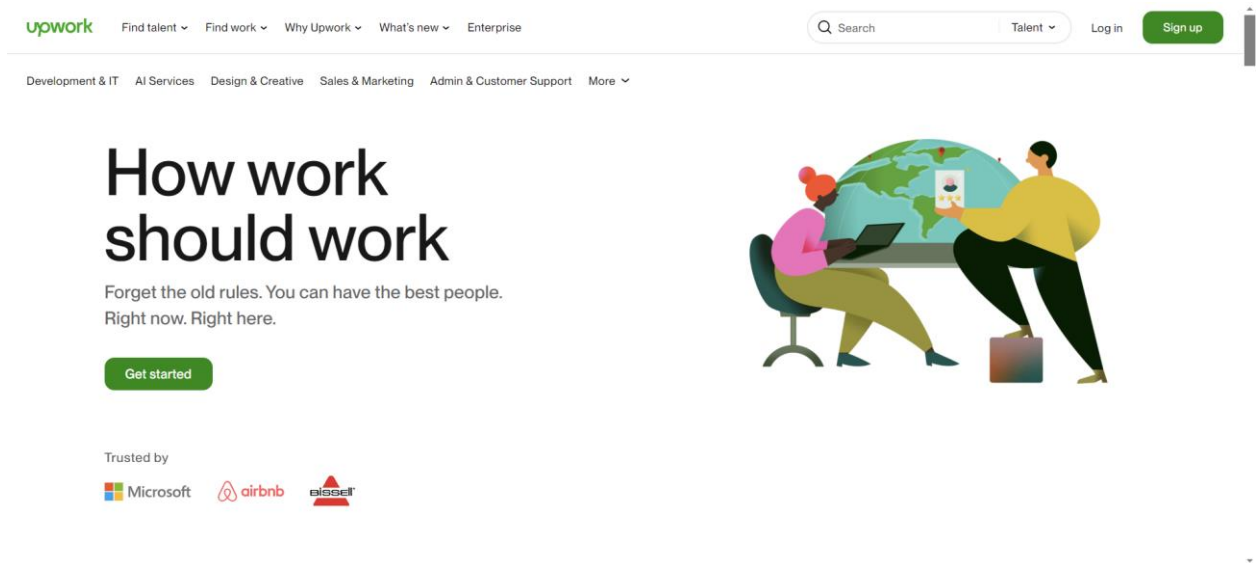 upwork
Find talent Find work Why Upwork What's new Enterprise Search Talent Log in Sign up
Development & IT AI Services Design & Creative Sales & Marketing Admin & Customer Support More
How work
should work
Forget the old rules. You can have the best people.
Right now. Right here.
Get started
Trusted by
Microsoft airbnb BISSELL